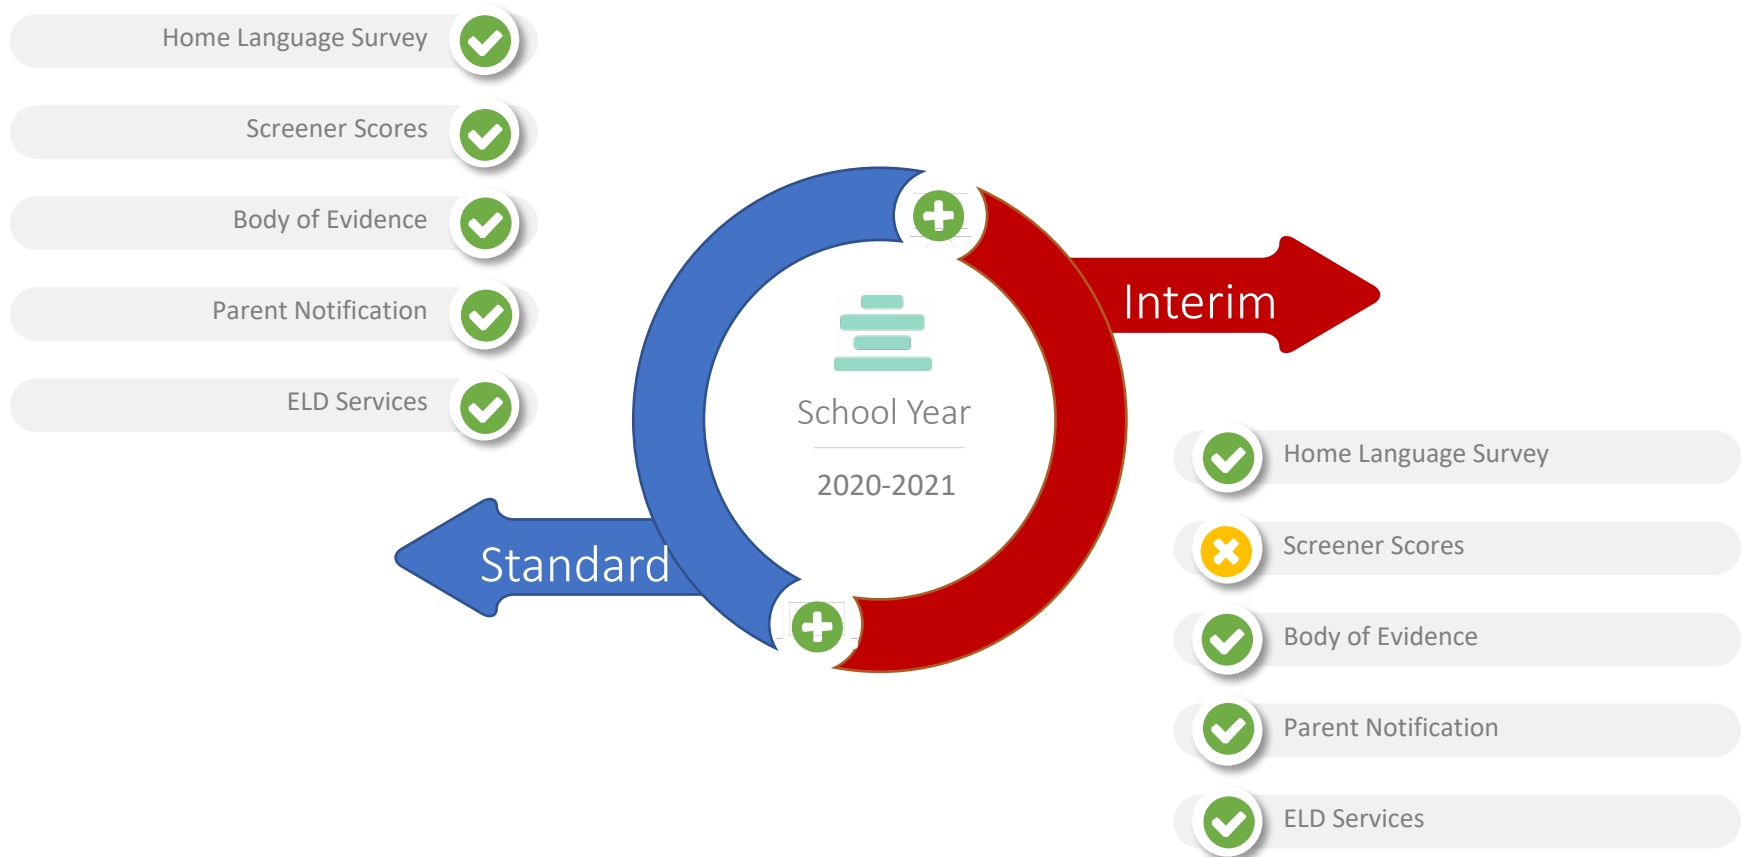 Home Language Survey
Screener Scores
Body of Evidence
Parent Notification
ELD Services
Standard
School Year
2020-2021
Interim
Home Language Survey
Screener Scores
Body of Evidence
Parent Notification
ELD Services